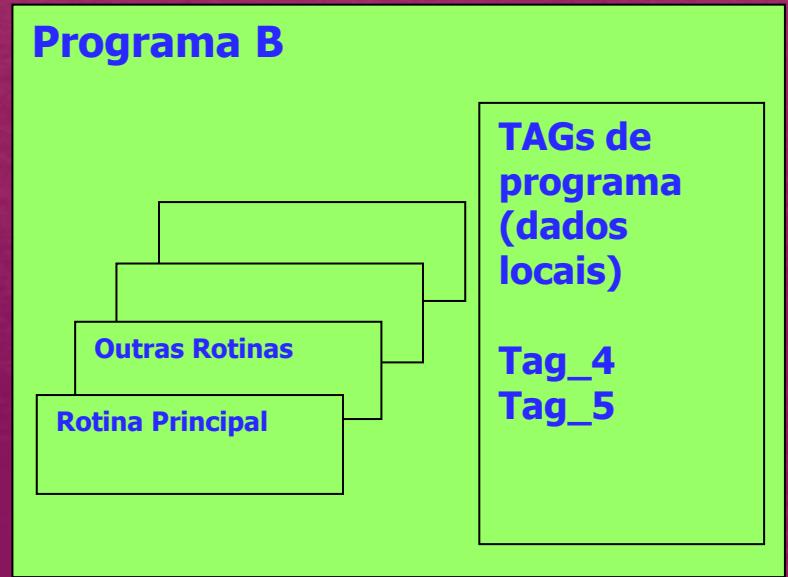 Programa B
TAGs de
programa
(dados
locais)
Tag_4
Tag_5
Outras Rotinas
Rotina Principal